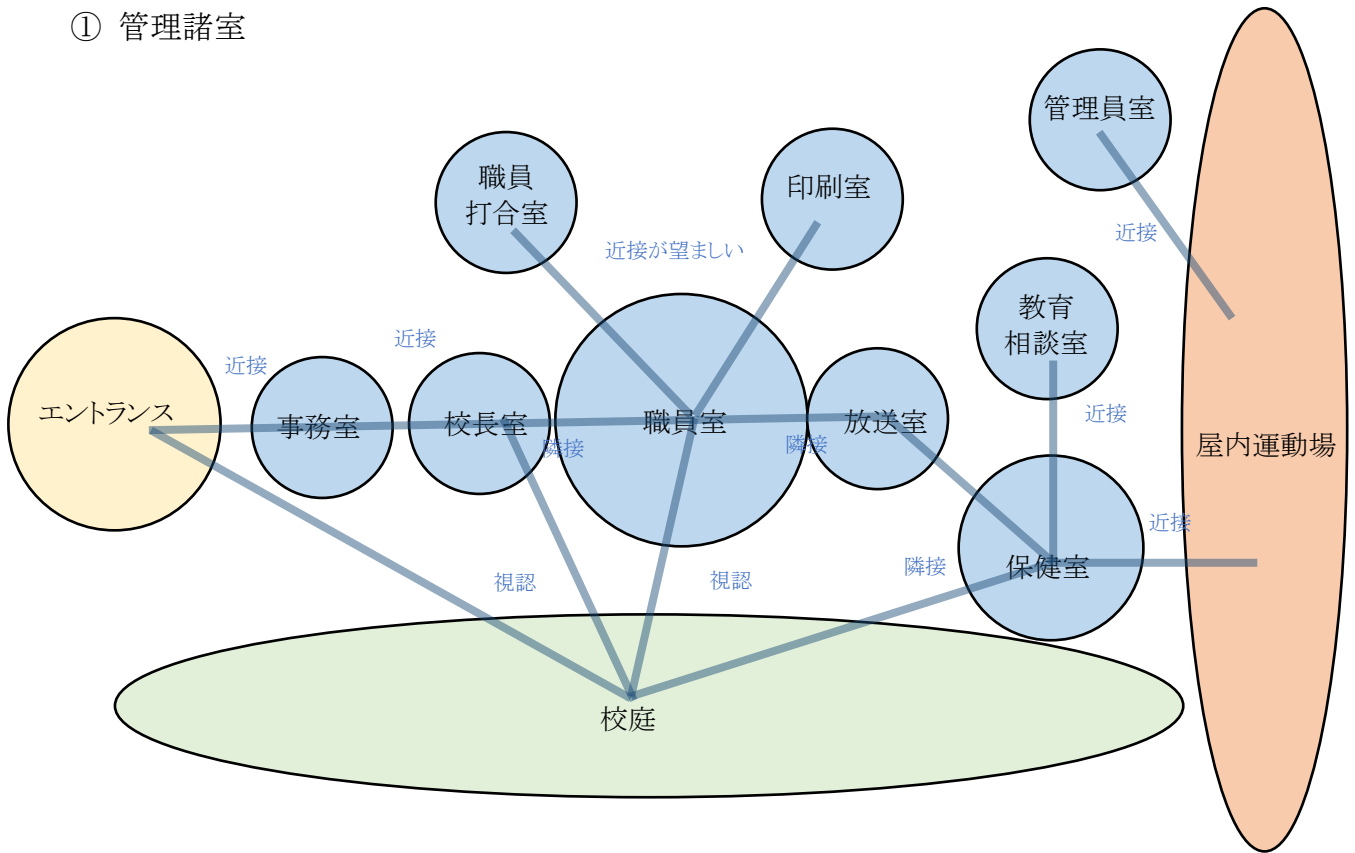 ① 管理諸室
管理員室
職員
打合室
印刷室
近接
近接が望ましい
教育
相談室
近接
近接
エントランス
事務室
校長室
職員室
放送室
近接
屋内運動場
隣接
隣接
近接
保健室
視認
視認
隣接
校庭